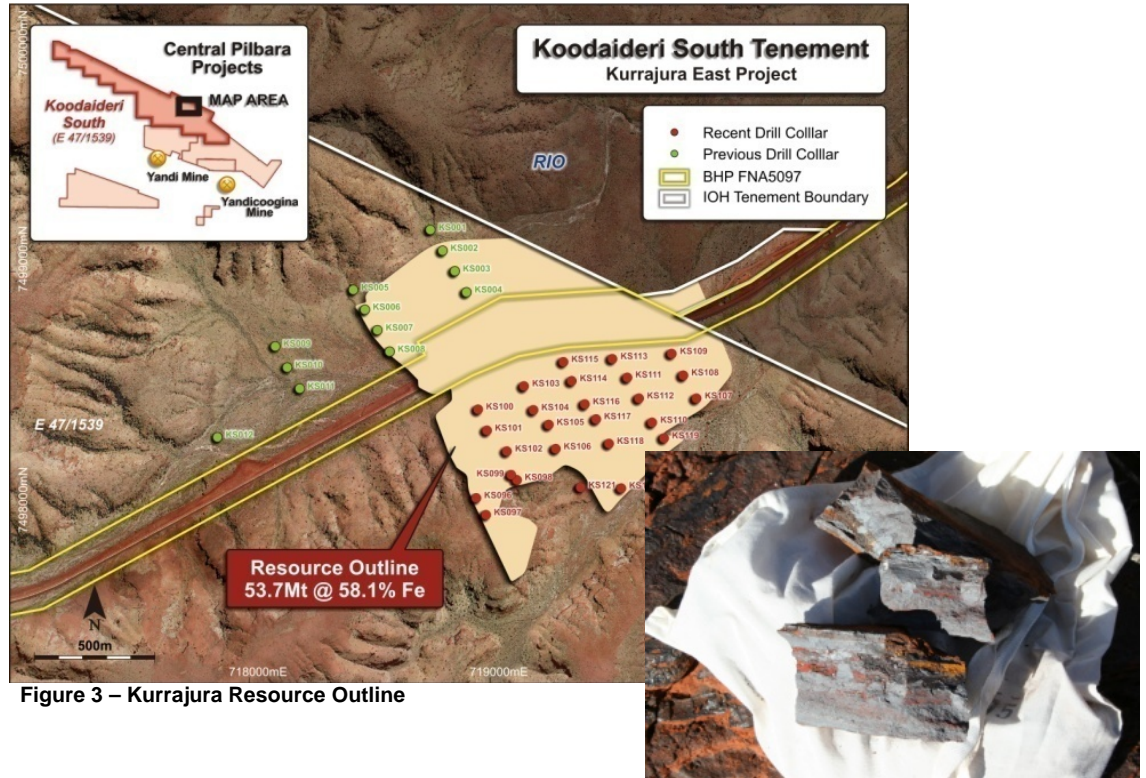 7500000mN
Central Pilbara
Projects
MAP AREA
Koodaideri
South
(E 47/1539)
Yandi Mine
Yandicoogina
Mine
Koodaideri South Tenement
Kurrajura East Project
Recent Drill Colllar
Previous Drill Colllar
BHP FNA5097
IOH Tenement Boundary
RIO
7499000mN
KS001
KS002
KS003
KS004
KS005
KS006
KS007
KS008
KS009
KS010
KS011
KS012
E 47/1539
KS115
KS113
KS109
KS103
KS114
KS111
KS108
KS100
KS104
KS116
KS112
KS107
KS101
KS105
KS117
KS110
KS102
KS106
KS118
KS119
KS099
KS098
KS096
KS121
KS097
7498000mN
Resource Outline
53.7Mt @ 58.1% Fe
N
500m
718000mE
719000mE
Figure 3 – Kurrajura Resource Outline